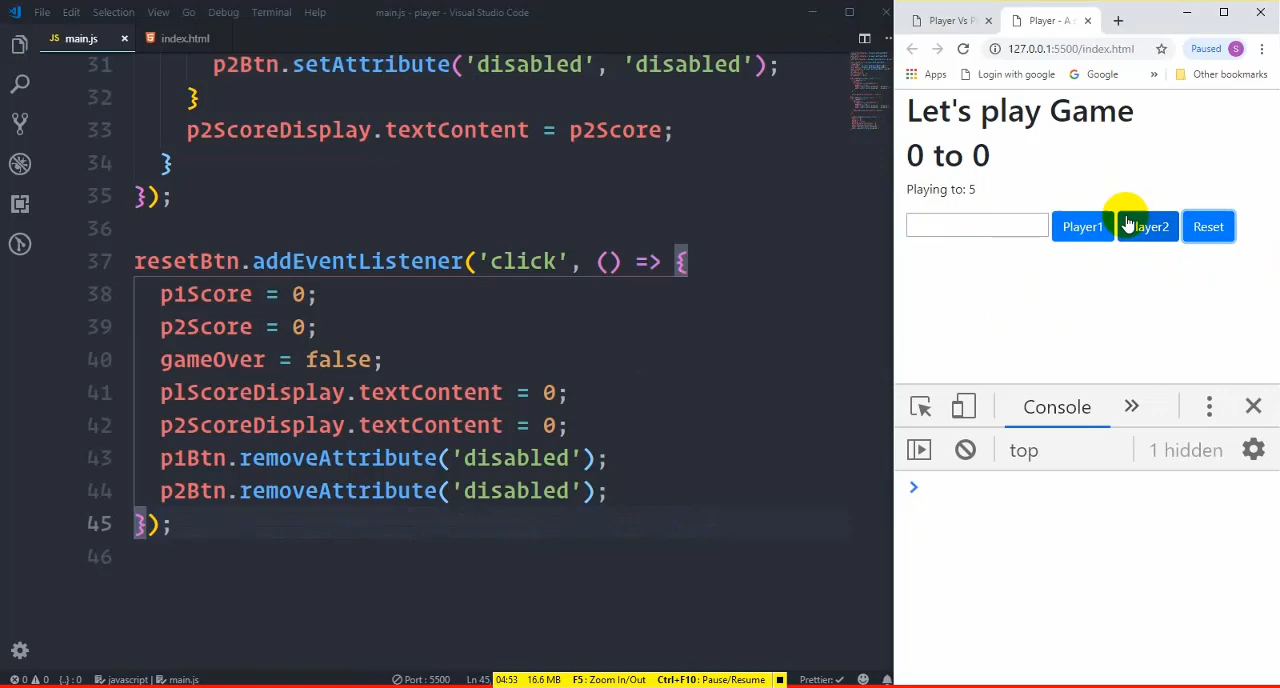 File Edit Selection View Go Debug Terminal Help main.js - player - Visual Studio Code
JS main.js × index.html
31 p2Btn.setAttribute('disabled', 'disabled');
32 }
33 p2ScoreDisplay.textContent = p2Score;
34 }
35 });
36
37 resetBtn.addEventListener('click', () => {
38 p1Score = 0;
39 p2Score = 0;
40 gameOver = false;
41 plScoreDisplay.textContent = 0;
42 p2ScoreDisplay.textContent = 0;
43 p1Btn.removeAttribute('disabled');
44 p2Btn.removeAttribute('disabled');
45 });
46
0 0 {..} : 0 javascript | main.js Port : 5500 Ln 45, 04:53 16.6 MB F5 : Zoom In/Out Ctrl+F10 : Pause/Resume Prettier: ✓
Player Vs P × Player - A × +
127.0.0.1:5500/index.html Paused S
Apps Login with google G Google » Other bookmarks
Let's play Game
0 to 0
Playing to: 5
Player1 Player2 Reset
Console »
top 1 hidden